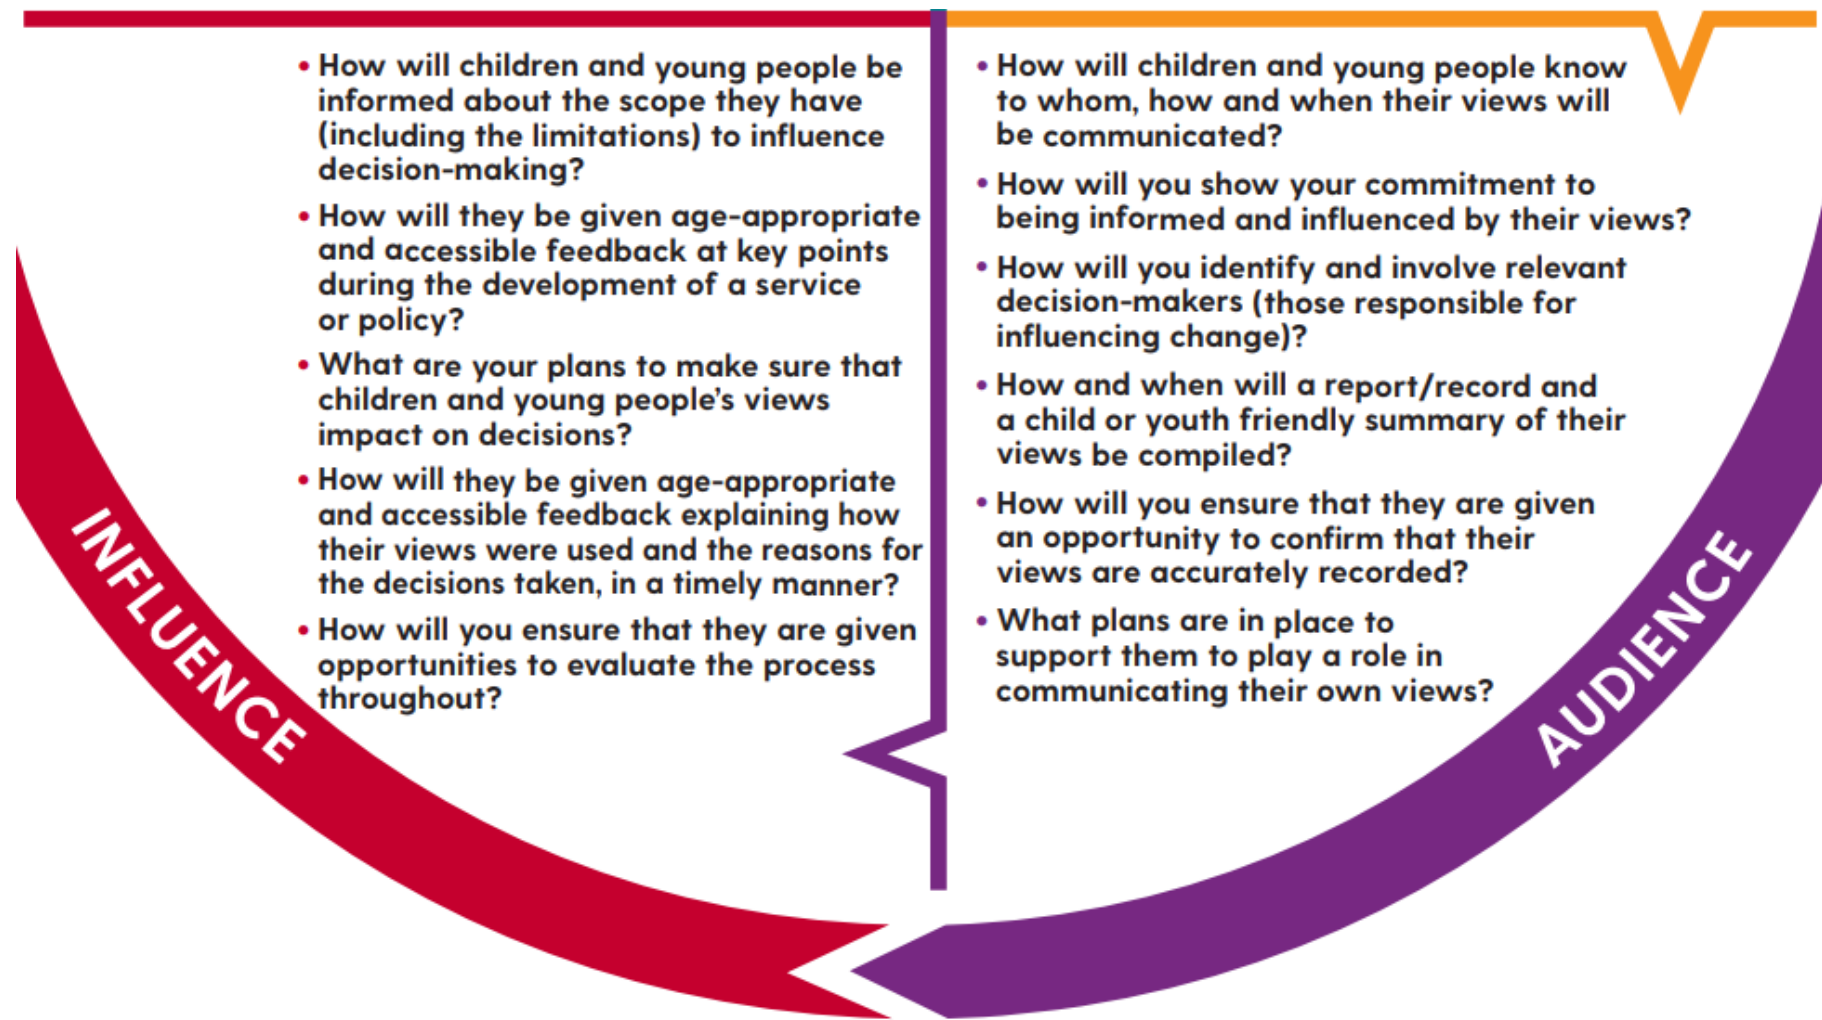 • How will children and young people be
informed about the scope they have
(including the limitations) to influence
decision-making?
• How will they be given age-appropriate
and accessible feedback at key points
during the development of a service
or policy?
• What are your plans to make sure that
children and young people's views
impact on decisions?
• How will they be given age-appropriate
and accessible feedback explaining how
their views were used and the reasons for
the decisions taken, in a timely manner?
• How will you ensure that they are given
opportunities to evaluate the process
throughout?
INFLUENCE
• How will children and young people know
to whom, how and when their views will
be communicated?
• How will you show your commitment to
being informed and influenced by their views?
• How will you identify and involve relevant
decision-makers (those responsible for
influencing change)?
• How and when will a report/record and
a child or youth friendly summary of their
views be compiled?
• How will you ensure that they are given
an opportunity to confirm that their
views are accurately recorded?
• What plans are in place to
support them to play a role in
communicating their own views?
AUDIENCE